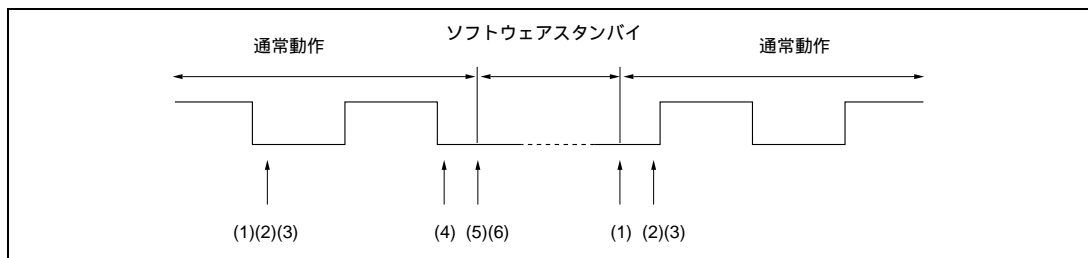 ソフトウェアスタンバイ
通常動作
通常動作
(1)(2)(3)
(4)
(5)(6)
(1)
(2)(3)